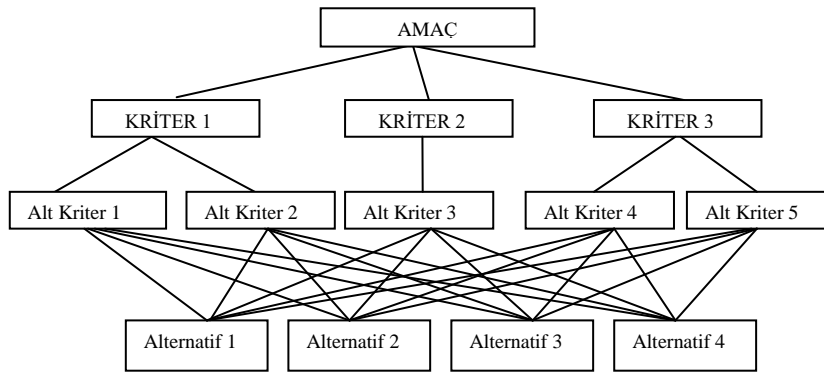 AMAÇ
KRİTER 1 KRİTER 2 KRİTER 3
Alt Kriter 1 Alt Kriter 2 Alt Kriter 3 Alt Kriter 4 Alt Kriter 5
Alternatif 1 Alternatif 2 Alternatif 3 Alternatif 4